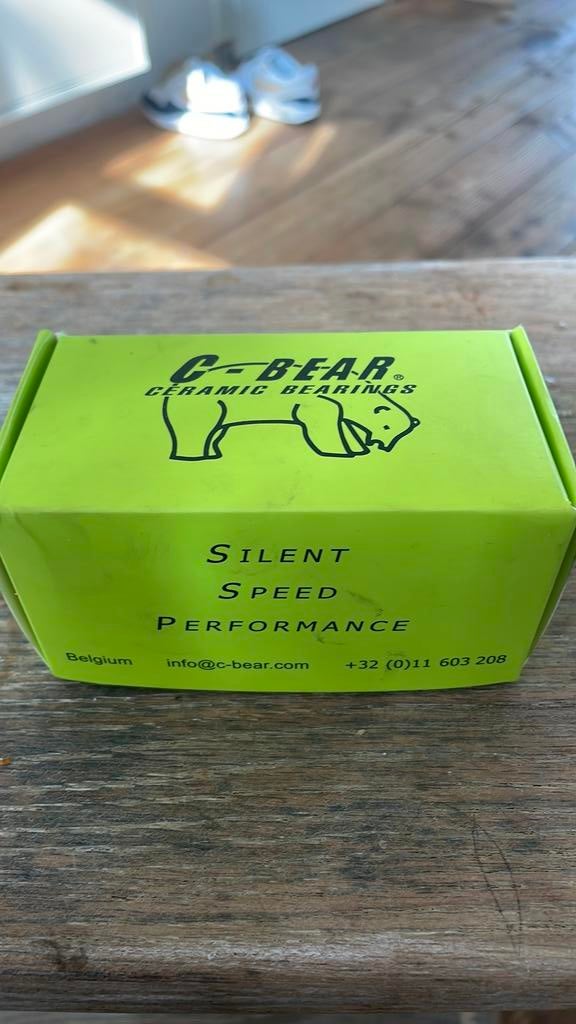 C-BEAR®
CERAMIC BEARINGS
SILENT
SPEED
PERFORMANCE
Belgium info@c-bear.com +32 (0)11 603 208